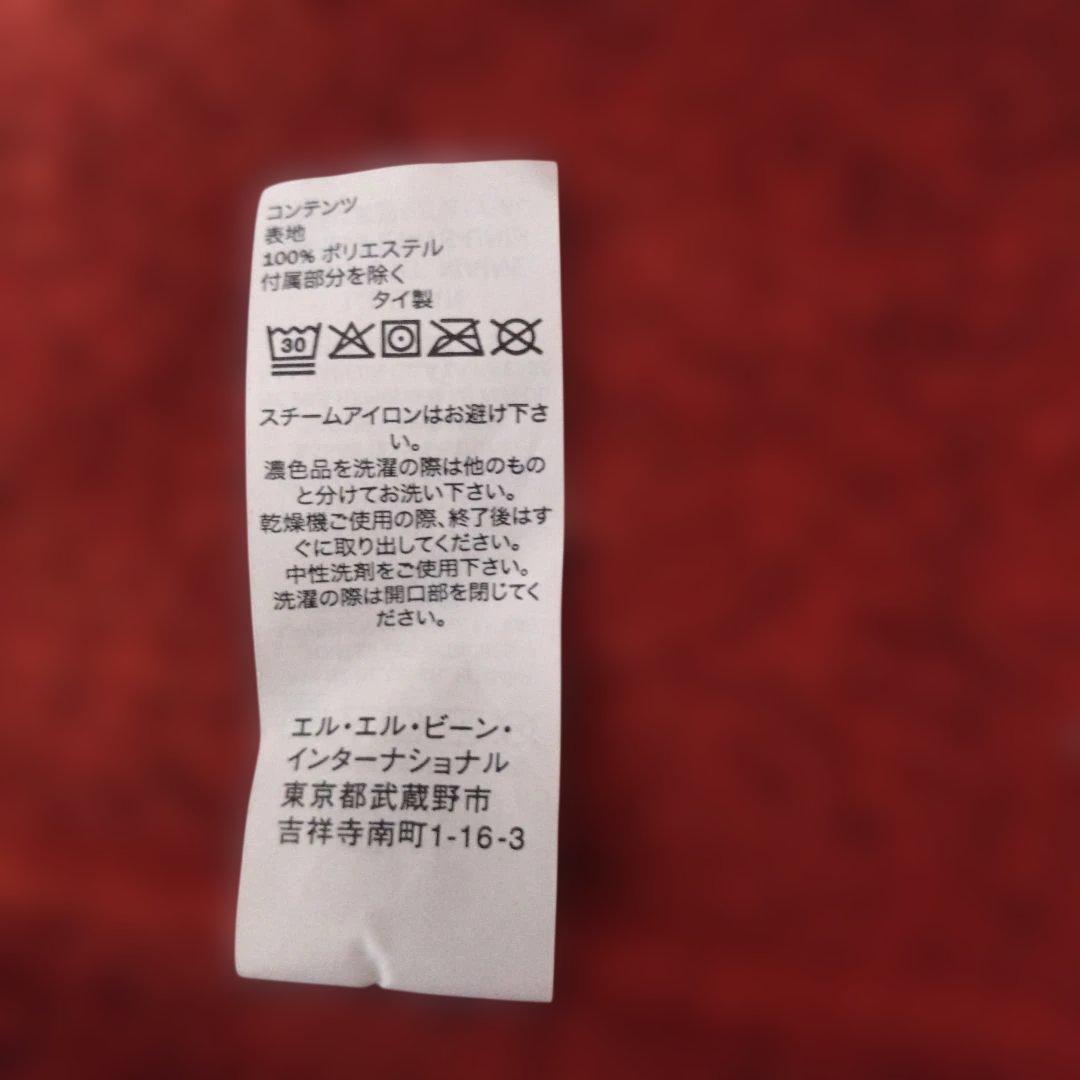 コンテンツ
表地
100% ポリエステル
付属部分を除く
タイ製
30
スチームアイロンはお避け下さ
い。
濃色品を洗濯の際は他のもの
と分けてお洗い下さい。
乾燥機ご使用の際、終了後はす
ぐに取り出してください。
中性洗剤をご使用下さい。
洗濯の際は開口部を閉じてく
ださい。
エル・エル・ビーン・
インターナショナル
東京都武蔵野市
吉祥寺南町1-16-3